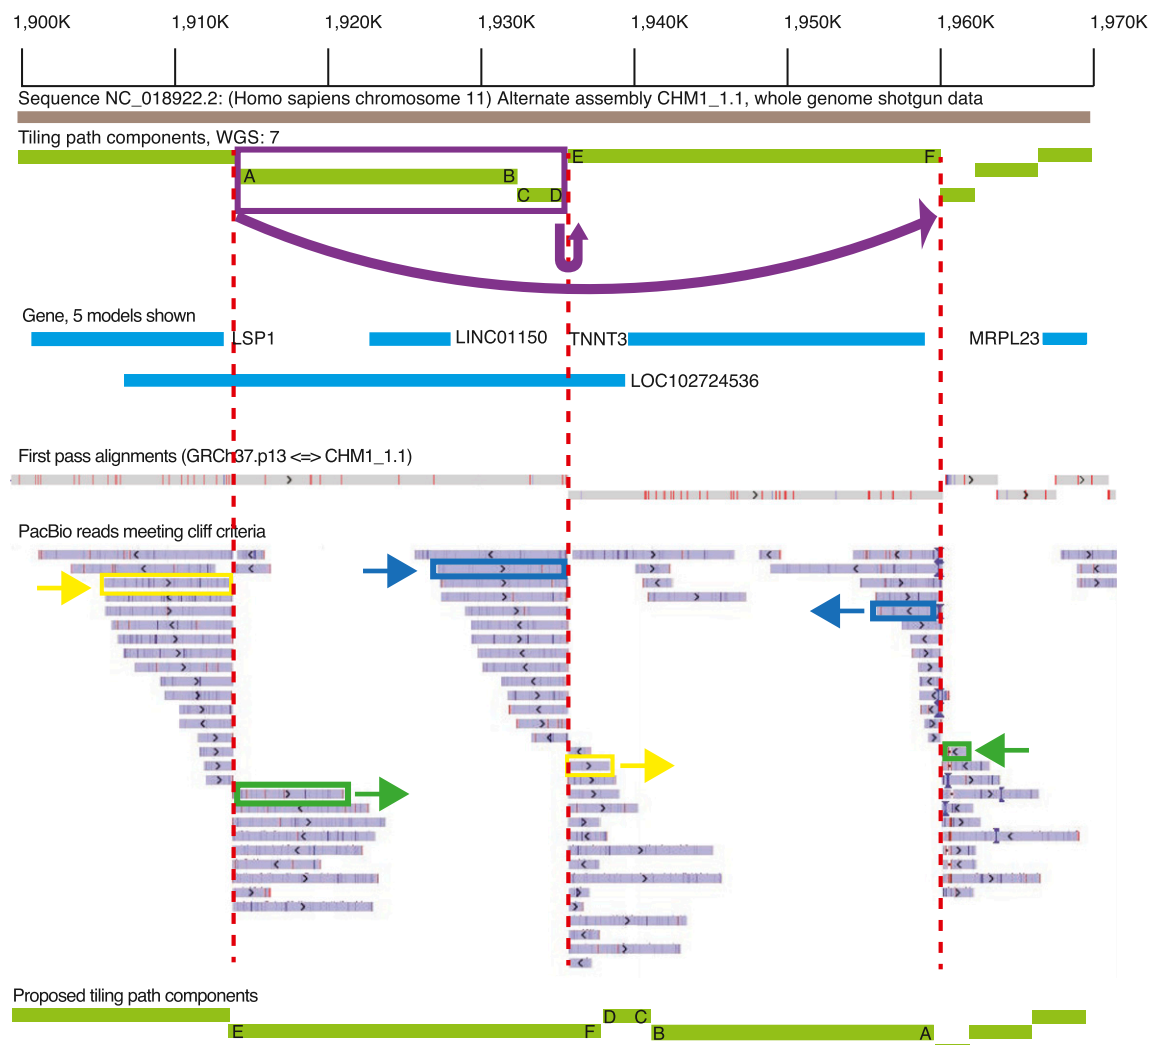 1,900K 1,910K 1,920K 1,930K 1,940K 1,950K 1,960K 1,970K
Sequence NC_018922.2: (Homo sapiens chromosome 11) Alternate assembly CHM1_1.1, whole genome shotgun data
Tiling path components, WGS: 7
E F
A B
C D
Gene, 5 models shown
LSP1 LINC01150 TNNT3 MRPL23
LOC102724536
First pass alignments (GRCh37.p13 <=> CHM1_1.1)
PacBio reads meeting cliff criteria
Proposed tiling path components
D C
E F B A